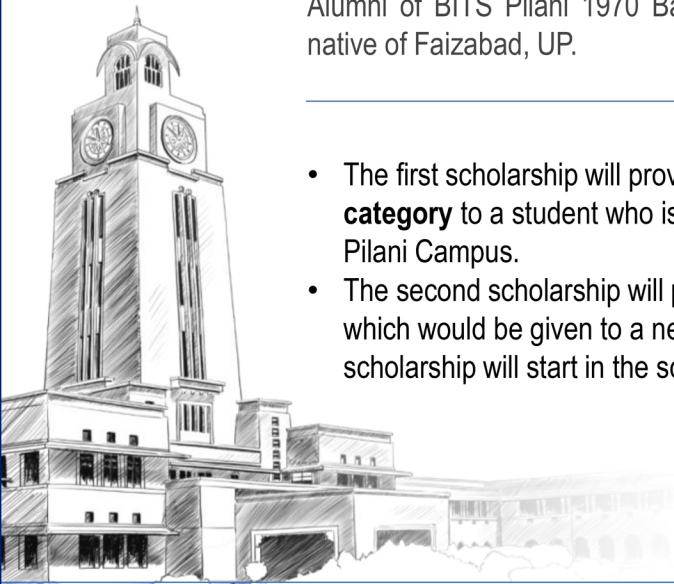 Alumni of BITS Pilani 1970 Ba
native of Faizabad, UP.
• The first scholarship will prov
category to a student who is
Pilani Campus.
• The second scholarship will p
which would be given to a ne
scholarship will start in the sc